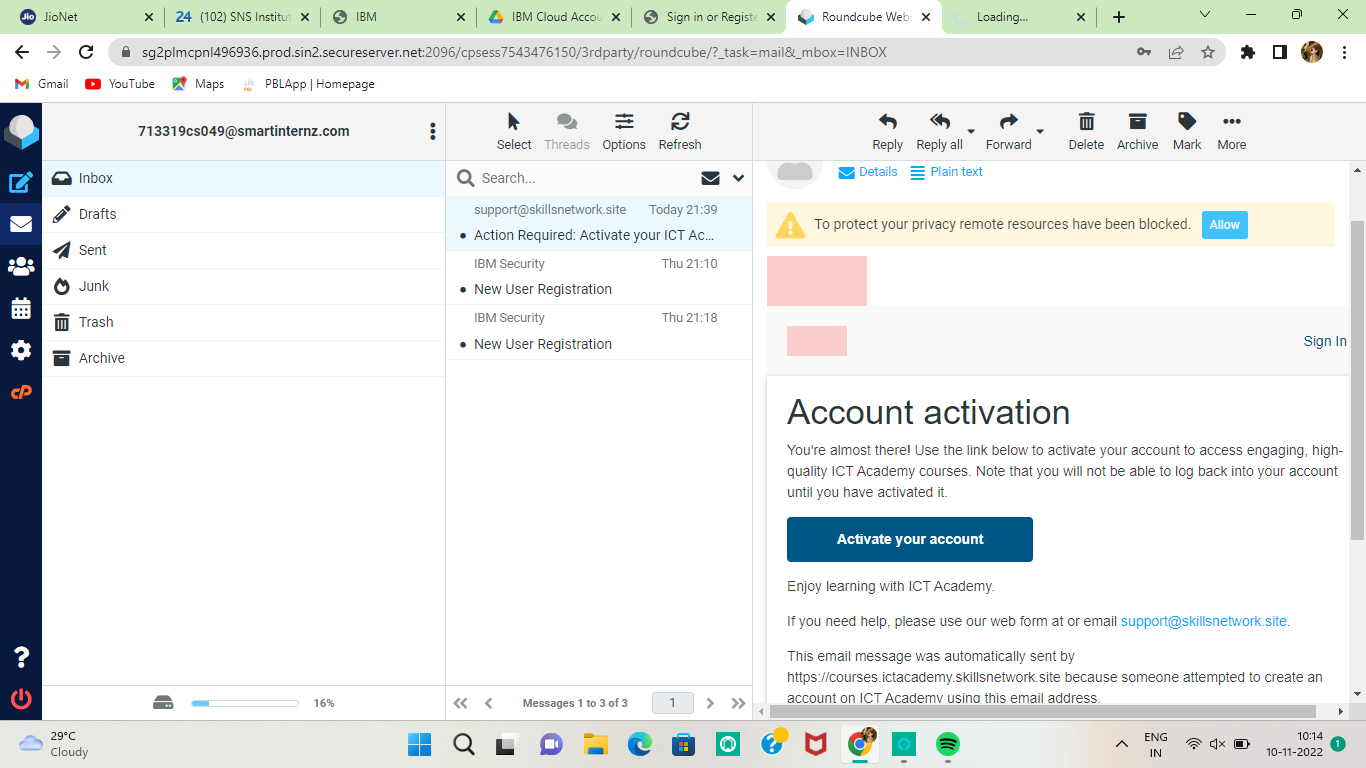 JioNet
24 (102) SNS Institut
IBM
IBM Cloud Accou
Sign in or Registe
Roundcube Webm
Loading...
sg2plmcpnl496936.prod.sin2.secureserver.net:2096/cpsess7543476150/3rdparty/roundcube/?_task=mail&_mbox=INBOX
Gmail
YouTube
Maps
PBLApp | Homepage
713319cs049@smartinternz.com
Select
Threads
Options
Refresh
Reply
Reply all
Forward
Delete
Archive
Mark
More
Inbox
Drafts
Sent
Junk
Trash
Archive
16%
Search...
support@skillsnetwork.site Today 21:39
Action Required: Activate your ICT Ac...
IBM Security Thu 21:10
New User Registration
IBM Security Thu 21:18
New User Registration
Messages 1 to 3 of 3
1
Details
Plain text
To protect your privacy remote resources have been blocked.
Allow
Sign In
Account activation
You're almost there! Use the link below to activate your account to access engaging, high-
quality ICT Academy courses. Note that you will not be able to log back into your account
until you have activated it.
Activate your account
Enjoy learning with ICT Academy.
If you need help, please use our web form at or email support@skillsnetwork.site.
This email message was automatically sent by
https://courses.ictacademy.skillsnetwork.site because someone attempted to create an
account on ICT Academy using this email address.
29°C
Cloudy
ENG
IN
10:14
10-11-2022
1